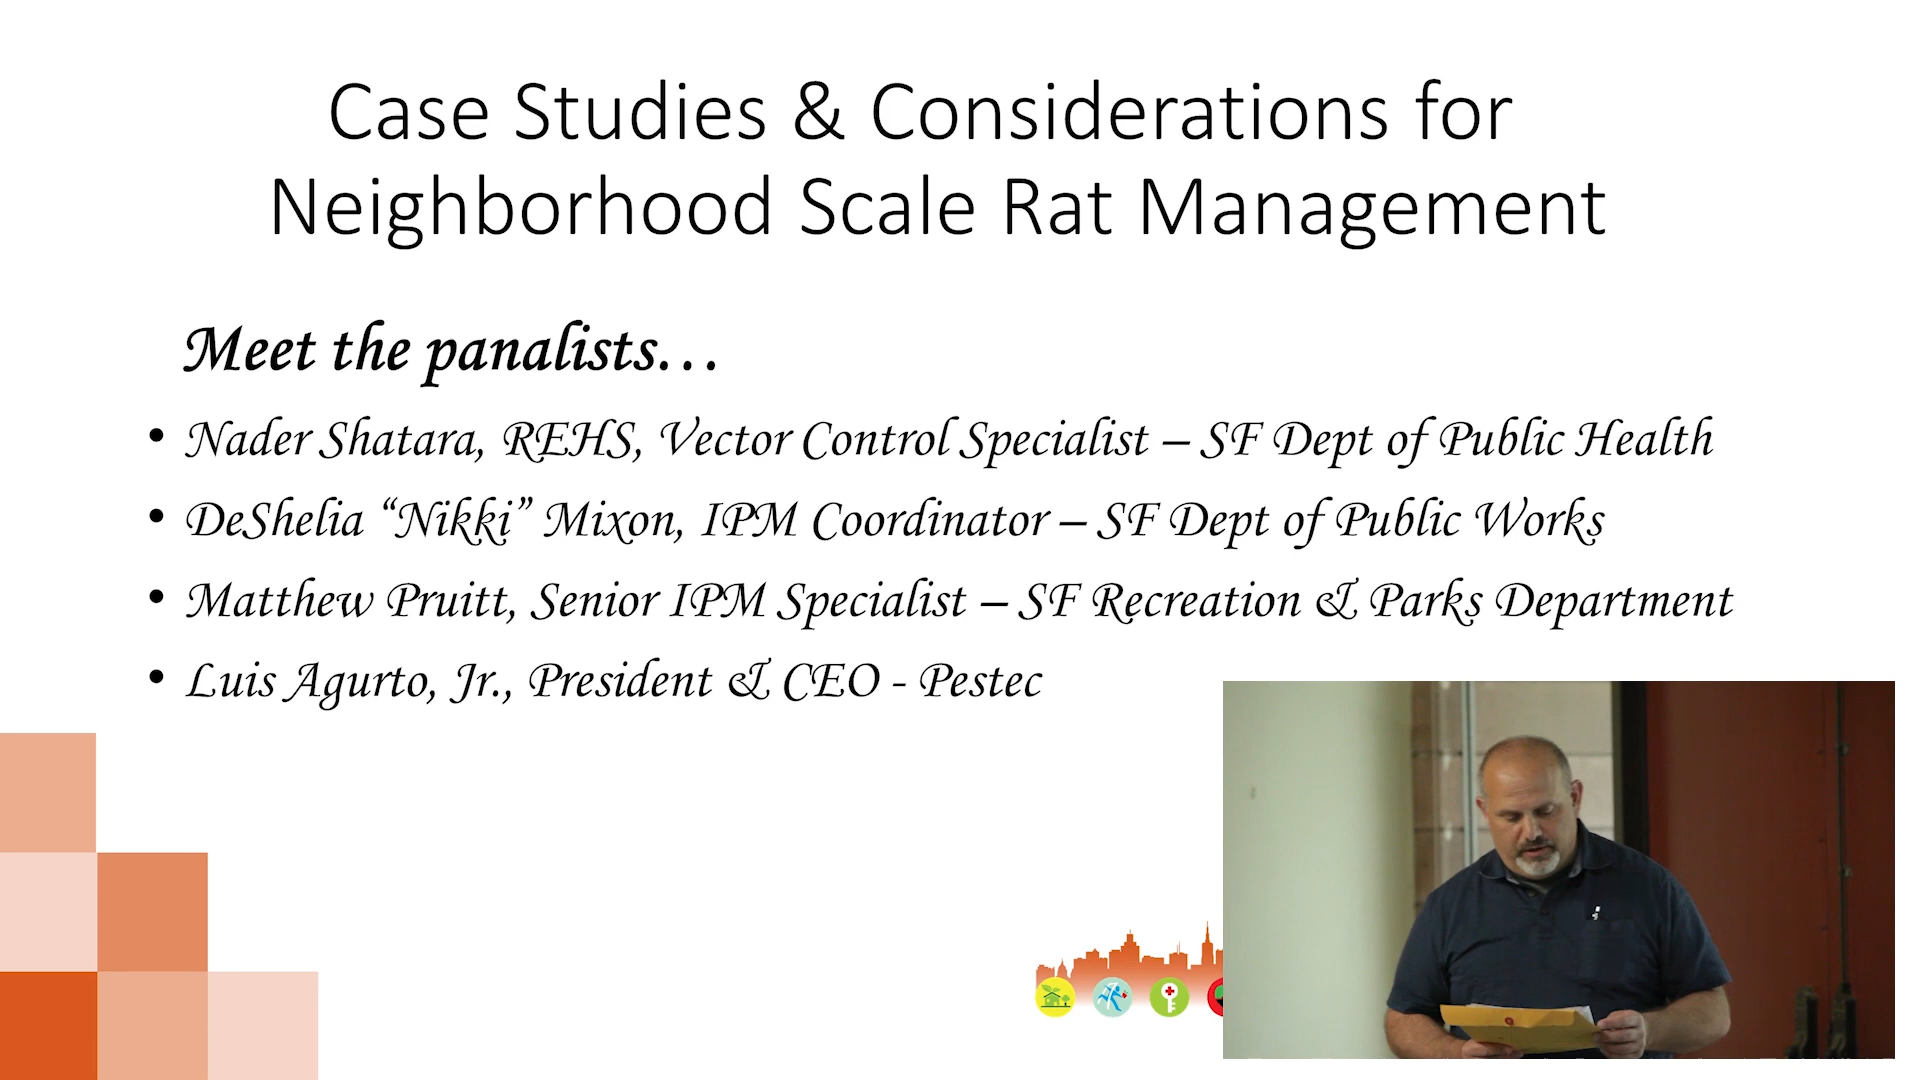 Case Studies & Considerations for
Neighborhood Scale Rat Management
Meet the panalists…
• Nader Shatara, REHS, Vector Control Specialist – SF Dept of Public Health
• DeShelia “Nikki” Mixon, IPM Coordinator – SF Dept of Public Works
• Matthew Pruitt, Senior IPM Specialist – SF Recreation & Parks Department
• Luis Agurto, Jr., President & CEO - Pestec